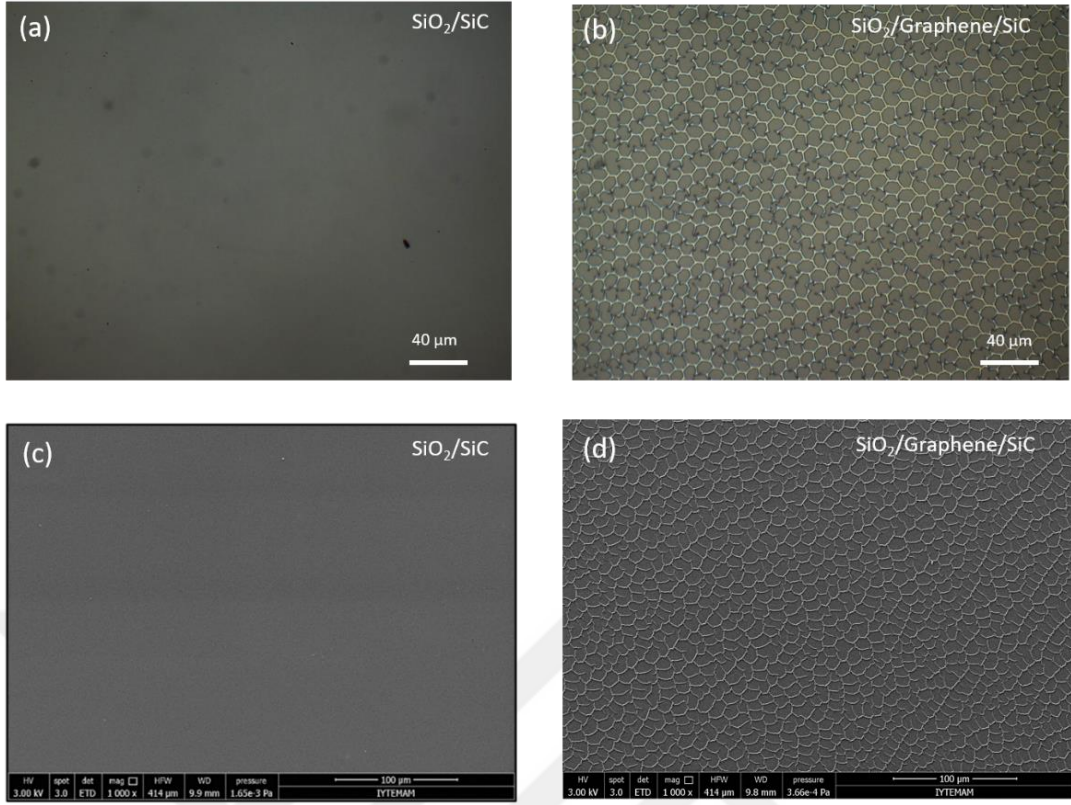 (a)
SiO₂/SiC
40 µm
(b)
SiO₂/Graphene/SiC
40 µm
(c)
SiO₂/SiC
HV spot det mag □ HFW WD pressure 100 µm
3.00 kV 3.0 ETD 1 000 x 414 µm 9.9 mm 1.65e-3 Pa IYTEMAM
(d)
SiO₂/Graphene/SiC
HV spot det mag □ HFW WD pressure 100 µm
3.00 kV 3.0 ETD 1 000 x 414 µm 9.8 mm 3.66e-4 Pa IYTEMAM